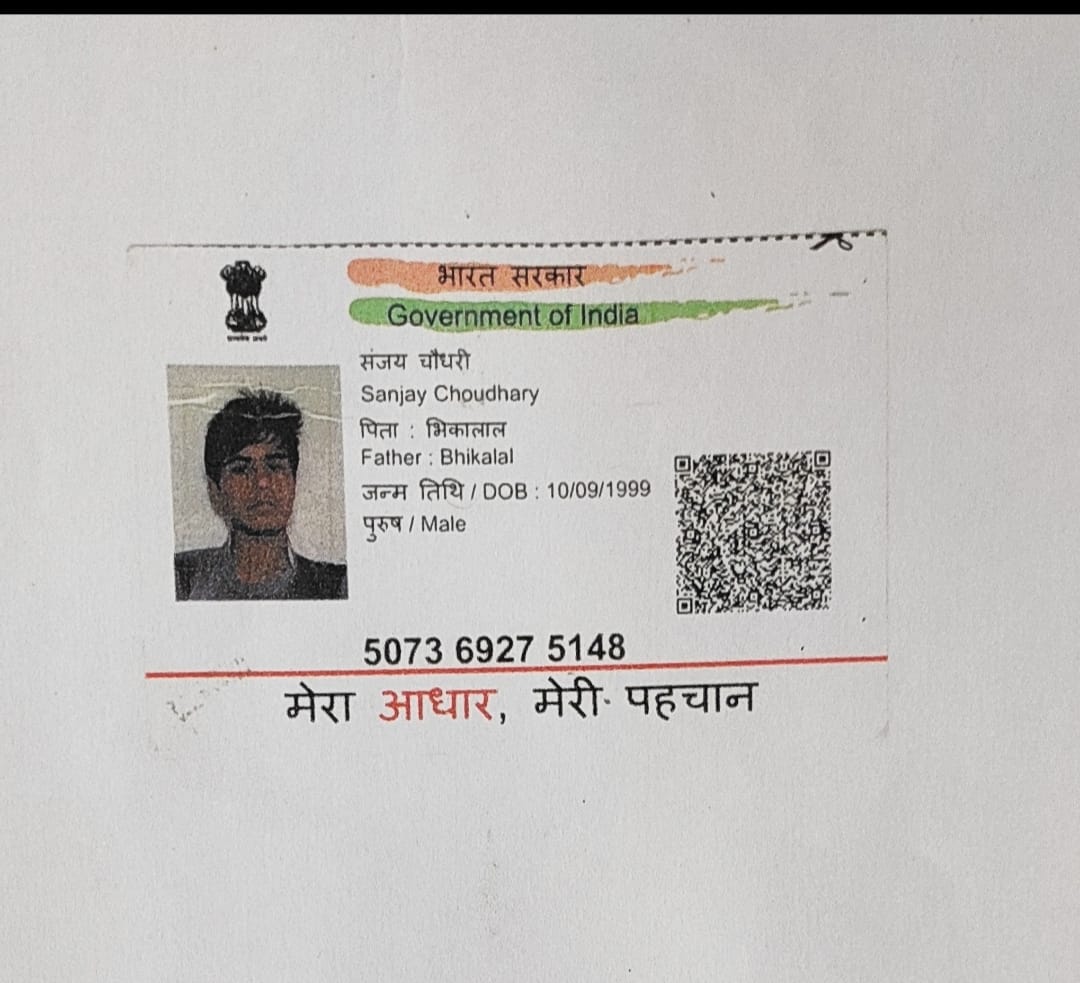 भारत सरकार
Government of India
संजय चौधरी
Sanjay Choudhary
पिता : भिकालाल
Father : Bhikalal
जन्म तिथि / DOB : 10/09/1999
पुरुष / Male
5073 6927 5148
मेरा आधार, मेरी पहचान